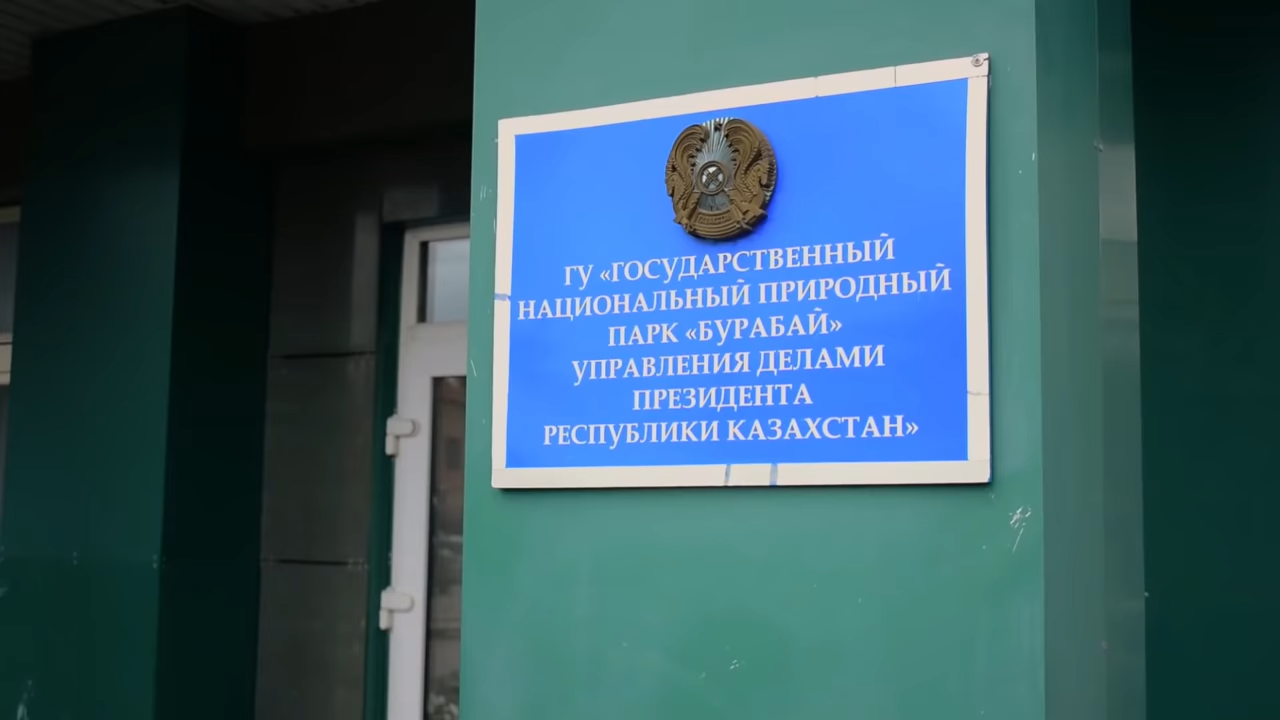 ГУ «ГОСУДАРСТВЕННЫЙ
НАЦИОНАЛЬНЫЙ ПРИРОДНЫЙ
ПАРК «БУРАБАЙ»
УПРАВЛЕНИЯ ДЕЛАМИ
ПРЕЗИДЕНТА
РЕСПУБЛИКИ КАЗАХСТАН»